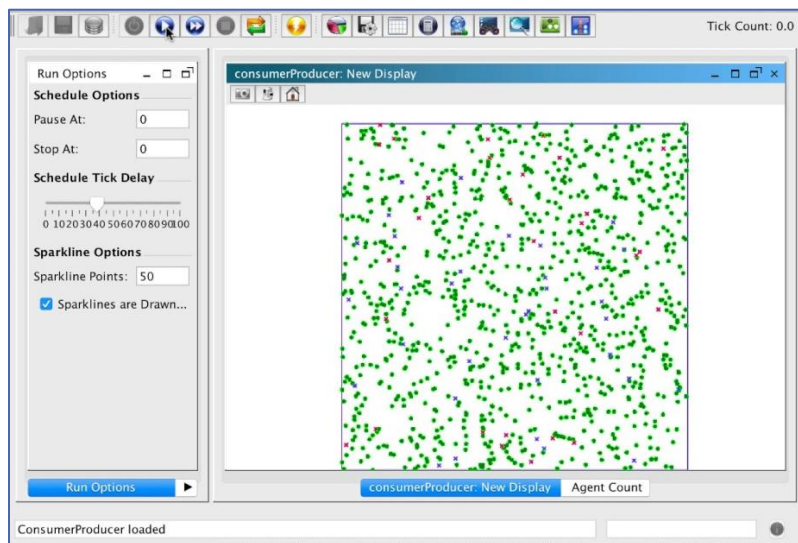 Tick Count: 0.0
Run Options
Schedule Options
Pause At: 0
Stop At: 0
Schedule Tick Delay
0 10 20 30 40 50 60 70 80 90 100
Sparkline Options
Sparkline Points: 50
Sparklines are Drawn...
Run Options
consumerProducer: New Display
consumerProducer: New Display
Agent Count
ConsumerProducer loaded